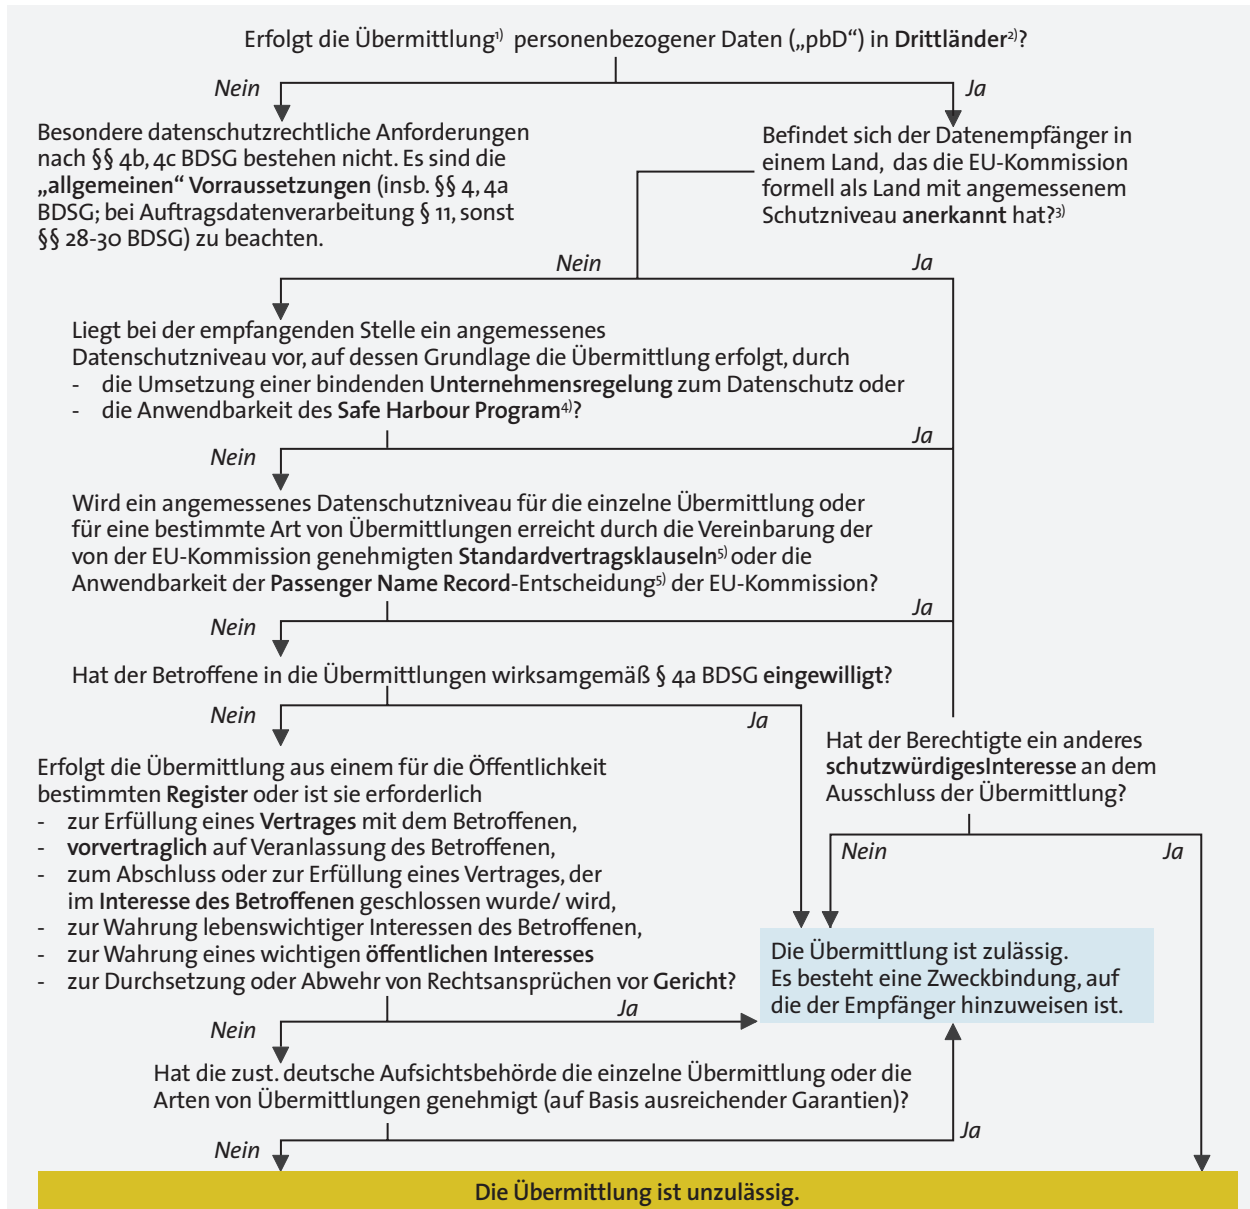 Erfolgt die Übermittlung¹⁾ personenbezogener Daten („pbD“) in Drittländer²⁾?
Nein
Ja
Besondere datenschutzrechtliche Anforderungen
nach §§ 4b, 4c BDSG bestehen nicht. Es sind die
„allgemeinen“ Vorraussetzungen (insb. §§ 4, 4a
BDSG; bei Auftragsdatenverarbeitung § 11, sonst
§§ 28-30 BDSG) zu beachten.
Befindet sich der Datenempfänger in
einem Land, das die EU-Kommission
formell als Land mit angemessenem
Schutzniveau anerkannt hat?³⁾
Nein
Ja
Liegt bei der empfangenden Stelle ein angemessenes
Datenschutzniveau vor, auf dessen Grundlage die Übermittlung erfolgt, durch
- die Umsetzung einer bindenden Unternehmensregelung zum Datenschutz oder
- die Anwendbarkeit des Safe Harbour Program⁴⁾?
Ja
Nein
Wird ein angemessenes Datenschutzniveau für die einzelne Übermittlung oder
für eine bestimmte Art von Übermittlungen erreicht durch die Vereinbarung der
von der EU-Kommission genehmigten Standardvertragsklauseln⁵⁾ oder die
Anwendbarkeit der Passenger Name Record-Entscheidung⁵⁾ der EU-Kommission?
Ja
Nein
Hat der Betroffene in die Übermittlungen wirksamgemäß § 4a BDSG eingewilligt?
Nein
Ja
Hat der Berechtigte ein anderes
schutzwürdigesInteresse an dem
Ausschluss der Übermittlung?
Nein
Ja
Erfolgt die Übermittlung aus einem für die Öffentlichkeit
bestimmten Register oder ist sie erforderlich
- zur Erfüllung eines Vertrages mit dem Betroffenen,
- vorvertraglich auf Veranlassung des Betroffenen,
- zum Abschluss oder zur Erfüllung eines Vertrages, der
im Interesse des Betroffenen geschlossen wurde/ wird,
- zur Wahrung lebenswichtiger Interessen des Betroffenen,
- zur Wahrung eines wichtigen öffentlichen Interesses
- zur Durchsetzung oder Abwehr von Rechtsansprüchen vor Gericht?
Die Übermittlung ist zulässig.
Es besteht eine Zweckbindung, auf
die der Empfänger hinzuweisen ist.
Ja
Nein
Hat die zust. deutsche Aufsichtsbehörde die einzelne Übermittlung oder die
Arten von Übermittlungen genehmigt (auf Basis ausreichender Garantien)?
Ja
Nein
Die Übermittlung ist unzulässig.